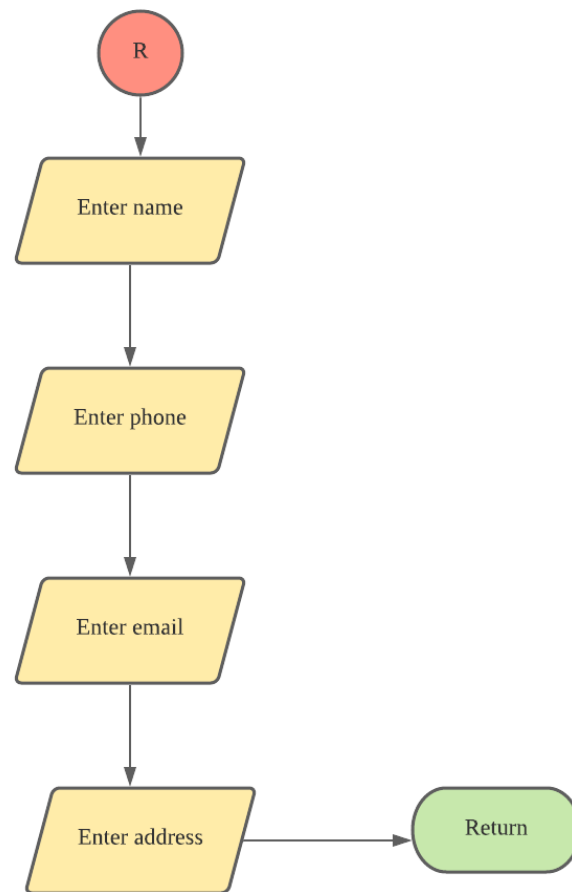 R
Enter name
Enter phone
Enter email
Enter address
Return